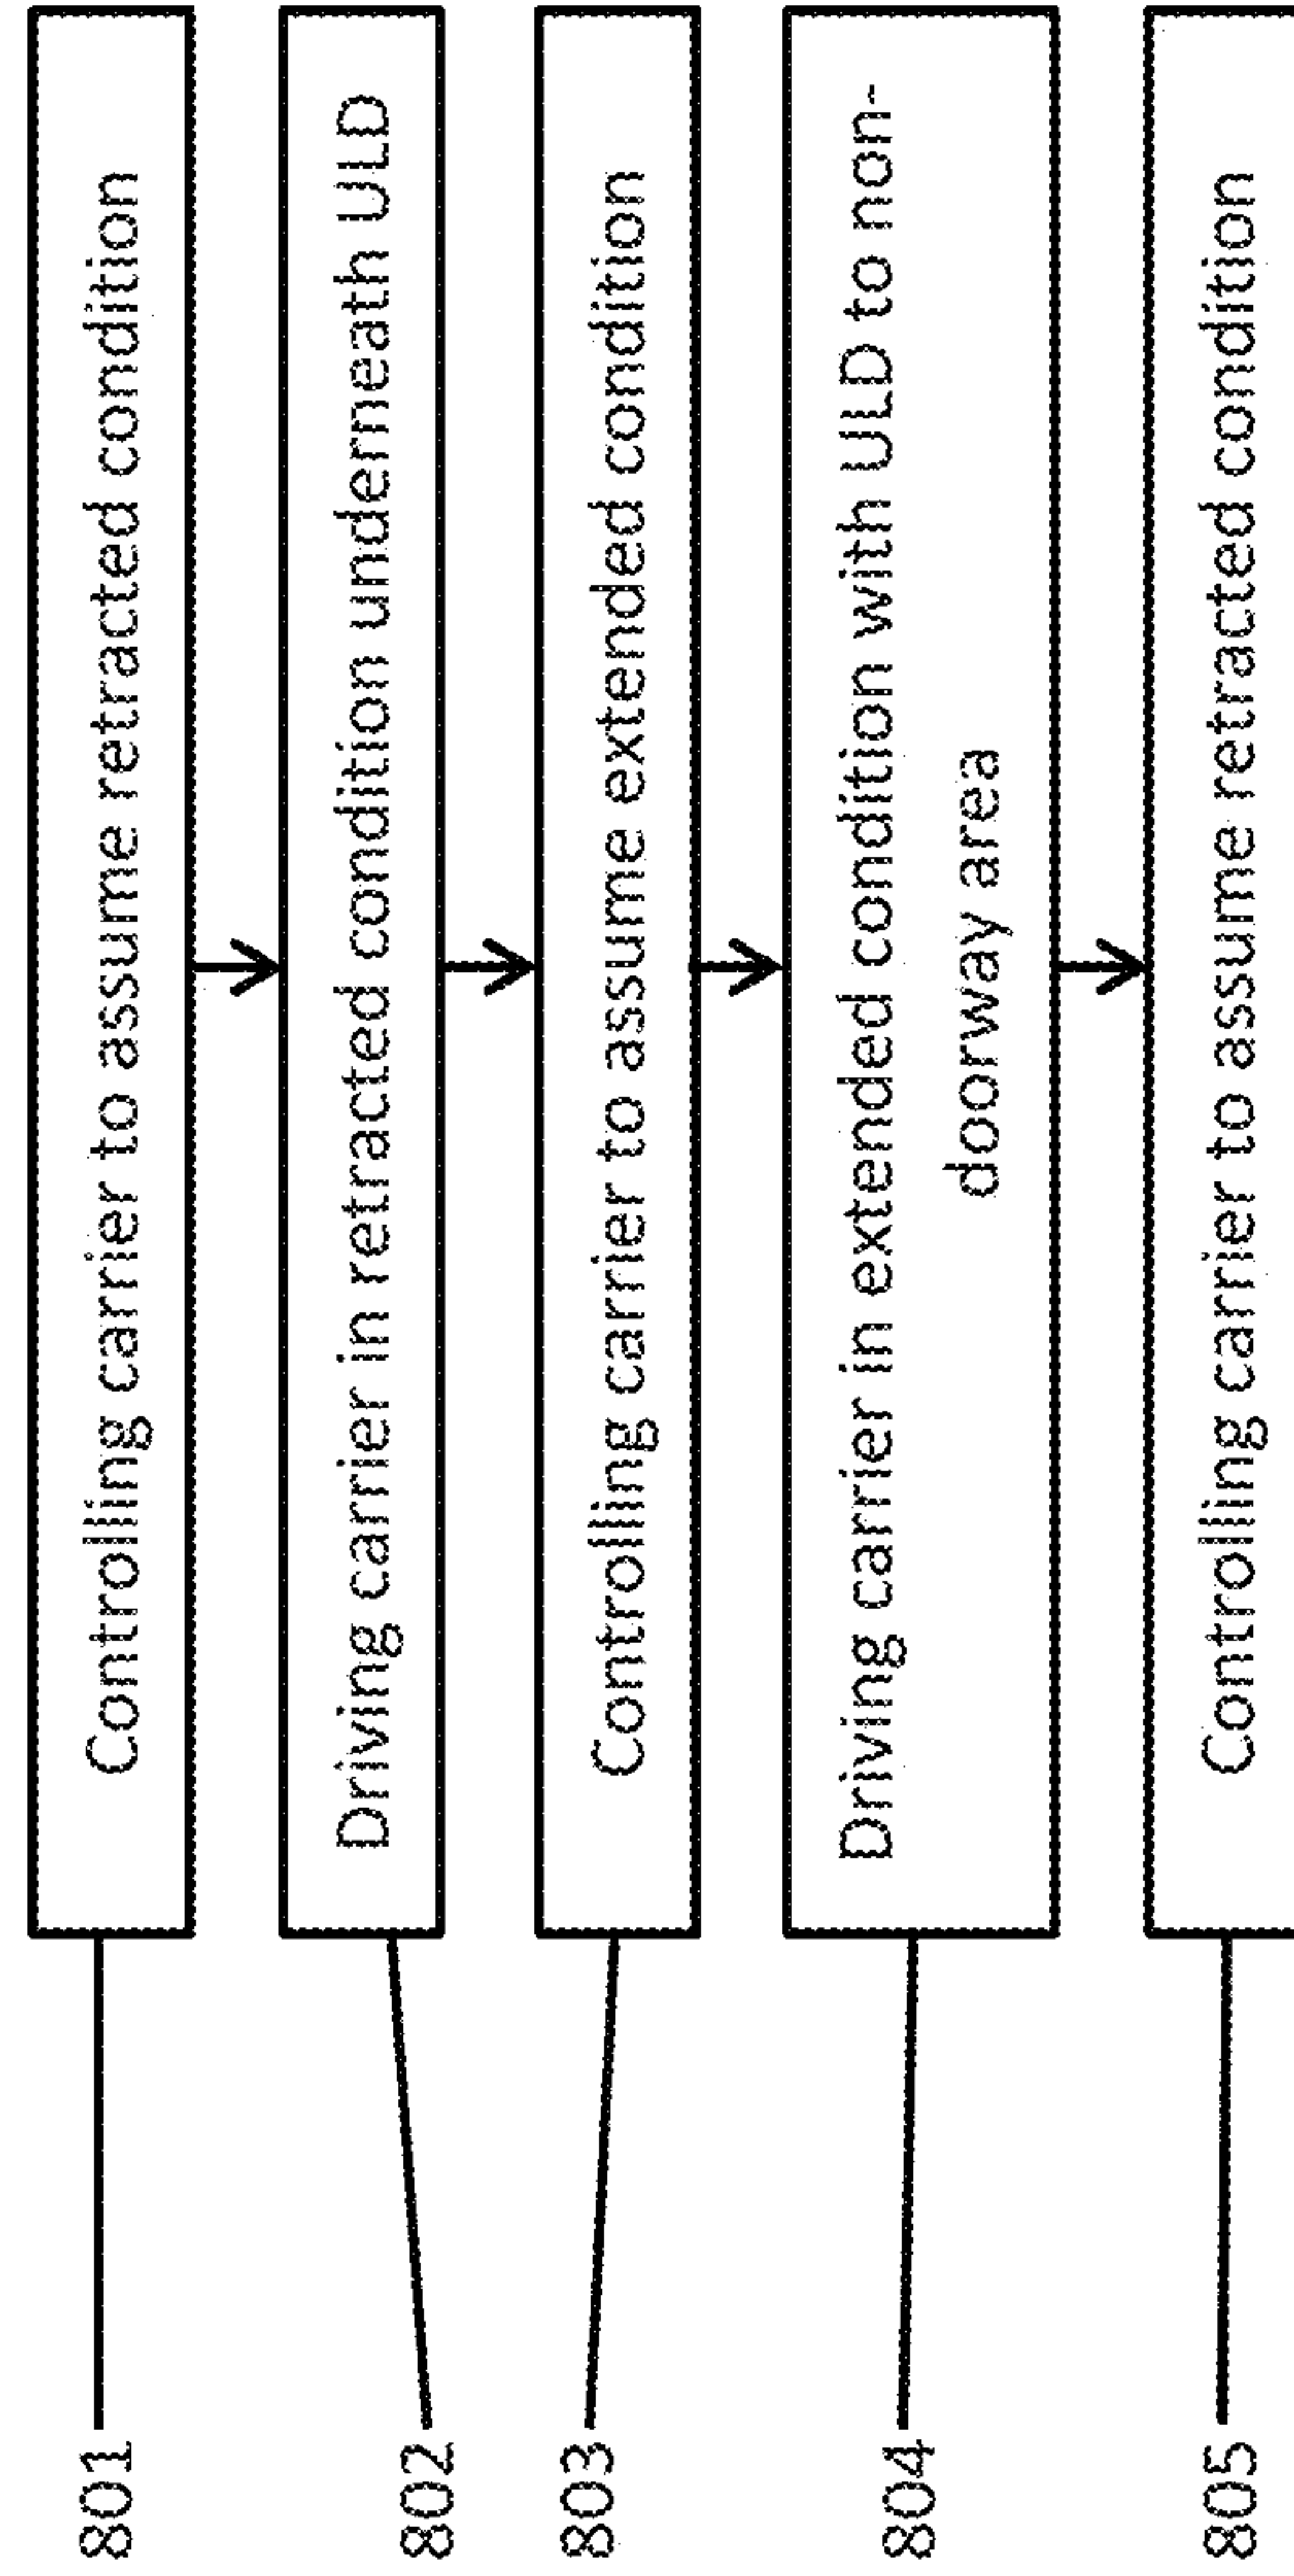 801
Controlling carrier to assume retracted condition
802
Driving carrier in retracted condition underneath ULD
803
Controlling carrier to assume extended condition
804
Driving carrier in extended condition with ULD to non-
doorway area
805
Controlling carrier to assume retracted condition